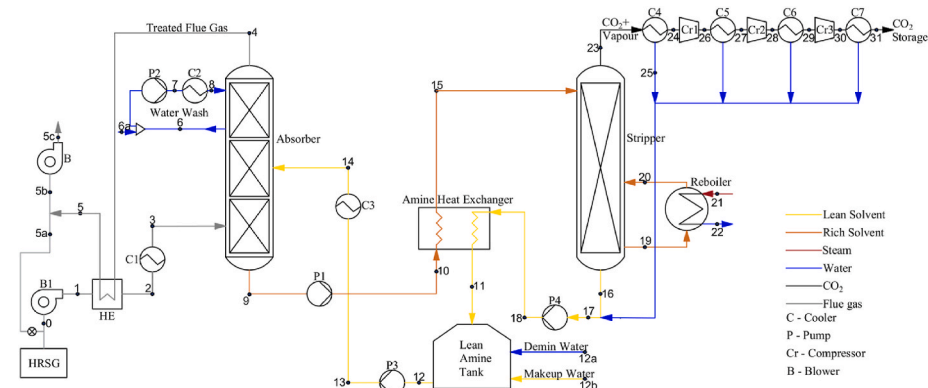 Treated Flue Gas
4
P2
7
C2
8
Water Wash
6a
6
Absorber
5c
B
5b
5
5a
3
C1
B1
1
2
HE
0
HRSG
9
P1
10
15
14
C3
Amine Heat Exchanger
11
18
P4
17
16
Lean
Amine
Tank
13
P3
12
Demin Water
12a
Makeup Water
12b
CO2+
Vapour
23
C4
24
Cr1
26
C5
27
Cr2
28
C6
29
Cr3
30
C7
31
CO2
Storage
25
Stripper
20
Reboiler
21
22
19
Lean Solvent
Rich Solvent
Steam
Water
CO2
Flue gas
C - Cooler
P - Pump
Cr - Compressor
B - Blower